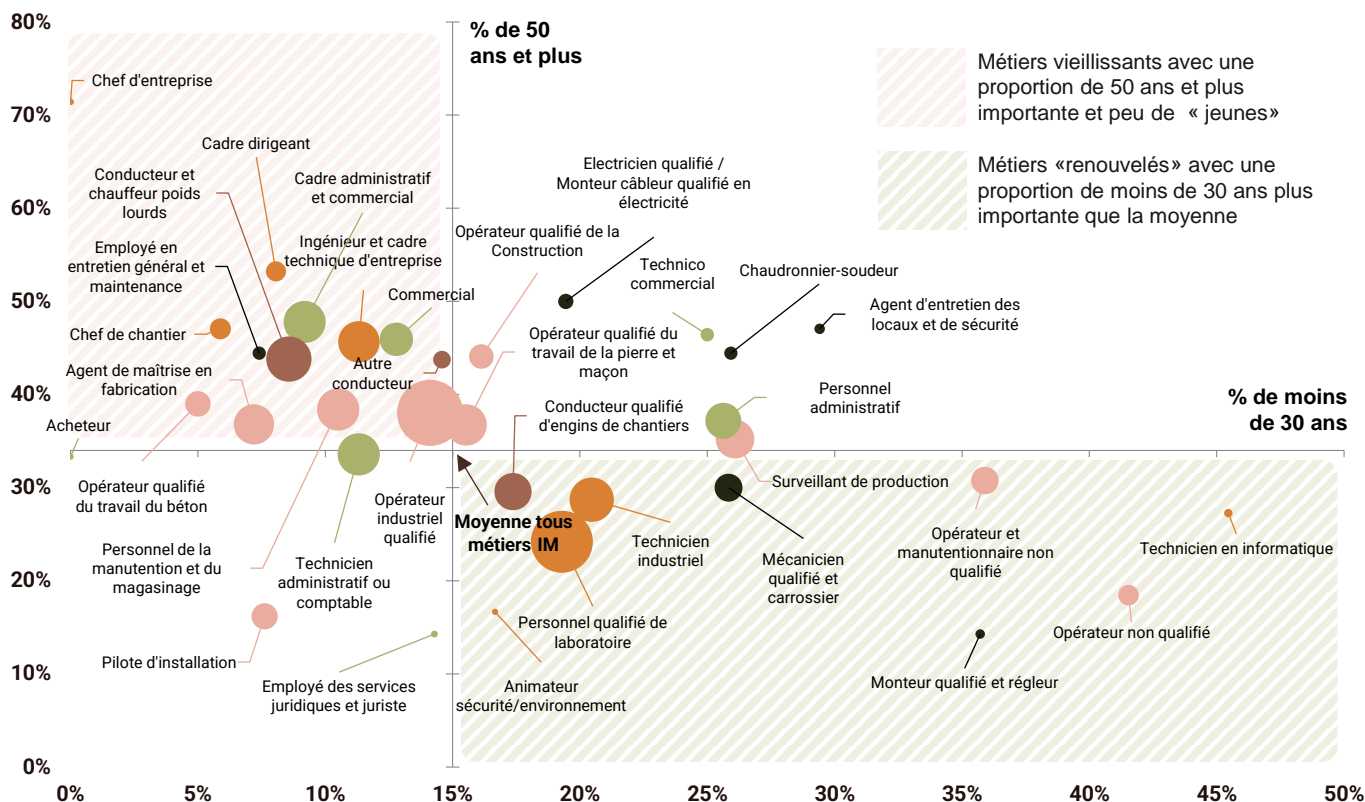 80%
70%
60%
50%
40%
30%
20%
10%
0%
% de 50
ans et plus
Métiers vieillissants avec une
proportion de 50 ans et plus
importante et peu de « jeunes»
Métiers «renouvelés» avec une
proportion de moins de 30 ans plus
importante que la moyenne
Chef d'entreprise
Cadre dirigeant
Conducteur et
chauffeur poids
lourds
Cadre administratif
et commercial
Electricien qualifié /
Monteur câbleur qualifié en
électricité
Employé en
entretien général et
maintenance
Ingénieur et cadre
technique d'entreprise
Opérateur qualifié de la
Construction
Technico
commercial
Chaudronnier-soudeur
Commercial
Agent d'entretien des
locaux et de sécurité
Chef de chantier
Agent de maîtrise en
fabrication
Autre
conducteur
Opérateur qualifié du
travail de la pierre et
maçon
Personnel
administratif
% de moins
de 30 ans
Acheteur
Conducteur qualifié
d'engins de chantiers
Opérateur qualifié
du travail du béton
Opérateur
industriel
qualifié
Moyenne tous
métiers IM
Surveillant de production
Personnel de la
manutention et du
magasinage
Technicien
administratif ou
comptable
Technicien
industriel
Mécanicien
qualifié et
carrossier
Opérateur et
manutentionnaire non
qualifié
Technicien en informatique
Pilote d'installation
Employé des services
juridiques et juriste
Personnel qualifié de
laboratoire
Animateur
sécurité/environnement
Opérateur non qualifié
Monteur qualifié et régleur
0%
5%
10%
15%
20%
25%
30%
35%
40%
45%
50%